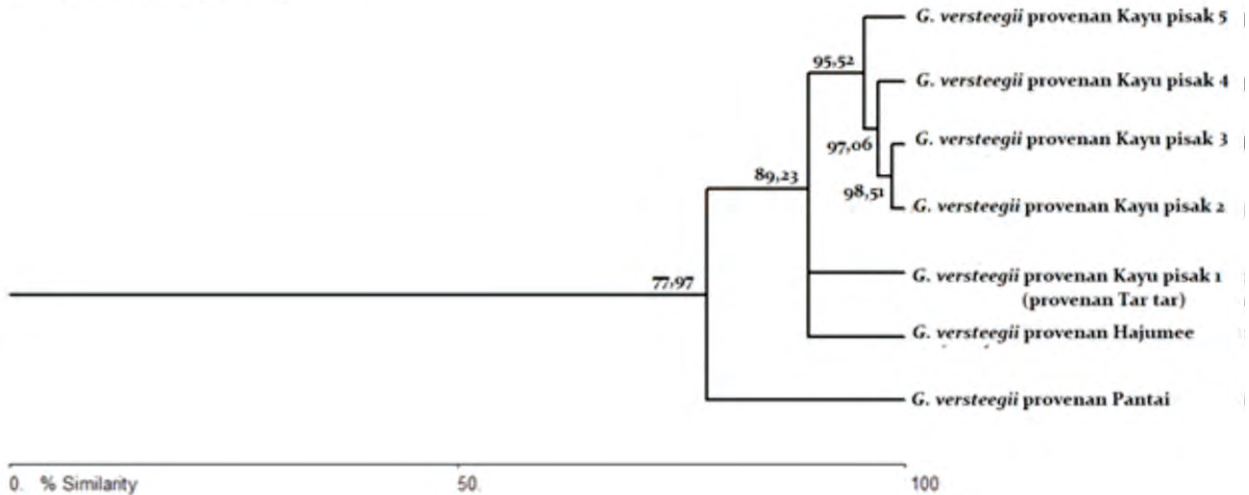 G. versteegii provenan Kayu pisak 5
95,52
G. versteegii provenan Kayu pisak 4
G. versteegii provenan Kayu pisak 3
97,06
89,23
98,51
G. versteegii provenan Kayu pisak 2
77,97
G. versteegii provenan Kayu pisak 1
(provenan Tar tar)
G. versteegii provenan Hajumee
G. versteegii provenan Pantai
0. % Similarity 50. 100